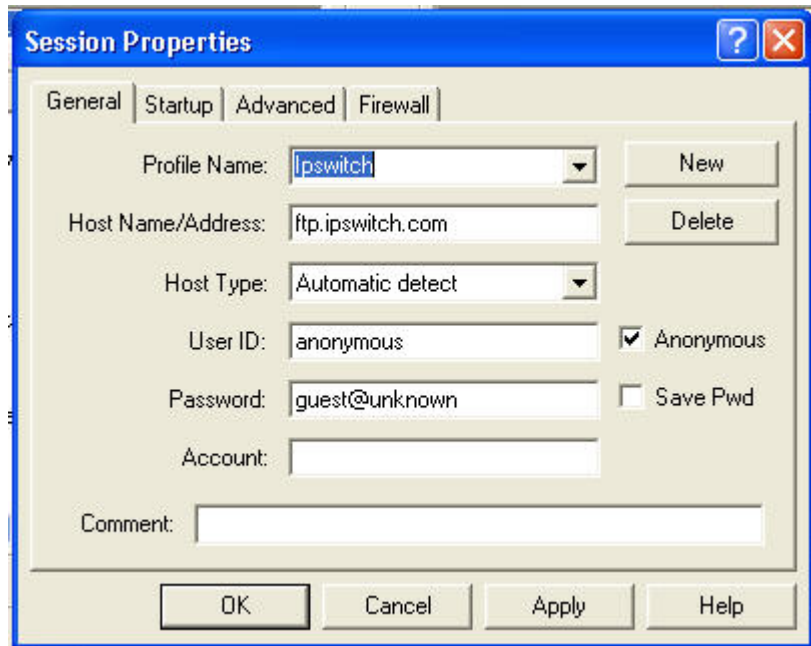 Session Properties
General Startup Advanced Firewall
Profile Name: Ipswitch New
Host Name/Address: ftp.ipswitch.com Delete
Host Type: Automatic detect
User ID: anonymous Anonymous
Password: guest@unknown Save Pwd
Account:
Comment:
OK Cancel Apply Help